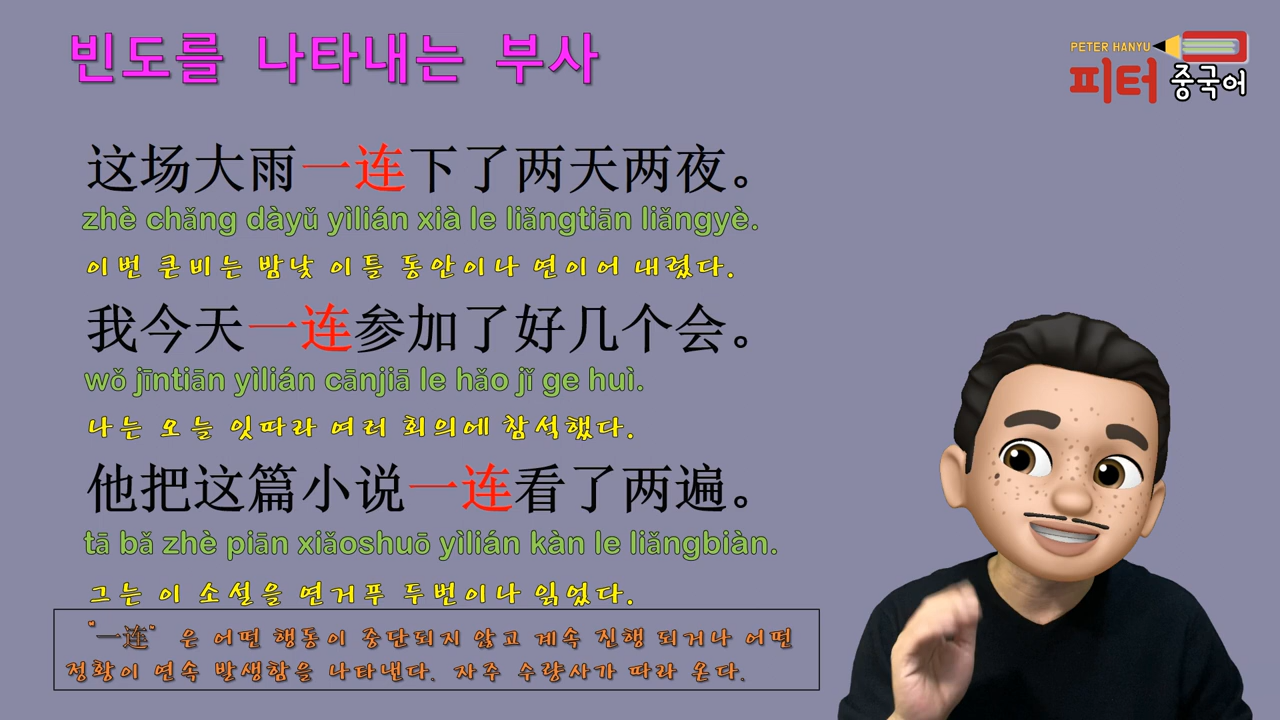 빈도를 나타내는 부사
PETER HANYU
피터 중국어
这场大雨一连下了两天两夜。
zhè chǎng dàyǔ yìlián xià le liǎngtiān liǎngyè.
이번 큰비는 밤낮 이틀 동안이나 연이어 내렸다.
我今天一连参加了好几个会。
wǒ jīntiān yìlián cānjiā le hǎo jǐ ge huì.
나는 오늘 잇따라 여러 회의에 참석했다.
他把这篇小说一连看了两遍。
tā bǎ zhè piān xiǎoshuō yìlián kàn le liǎngbiàn.
그는 이 소설을 연거푸 두번이나 읽었다.
"一连" 은 어떤 행동이 중단되지 않고 계속 진행 되거나 어떤
정황이 연속 발생함을 나타낸다. 자주 수량사가 따라 온다.